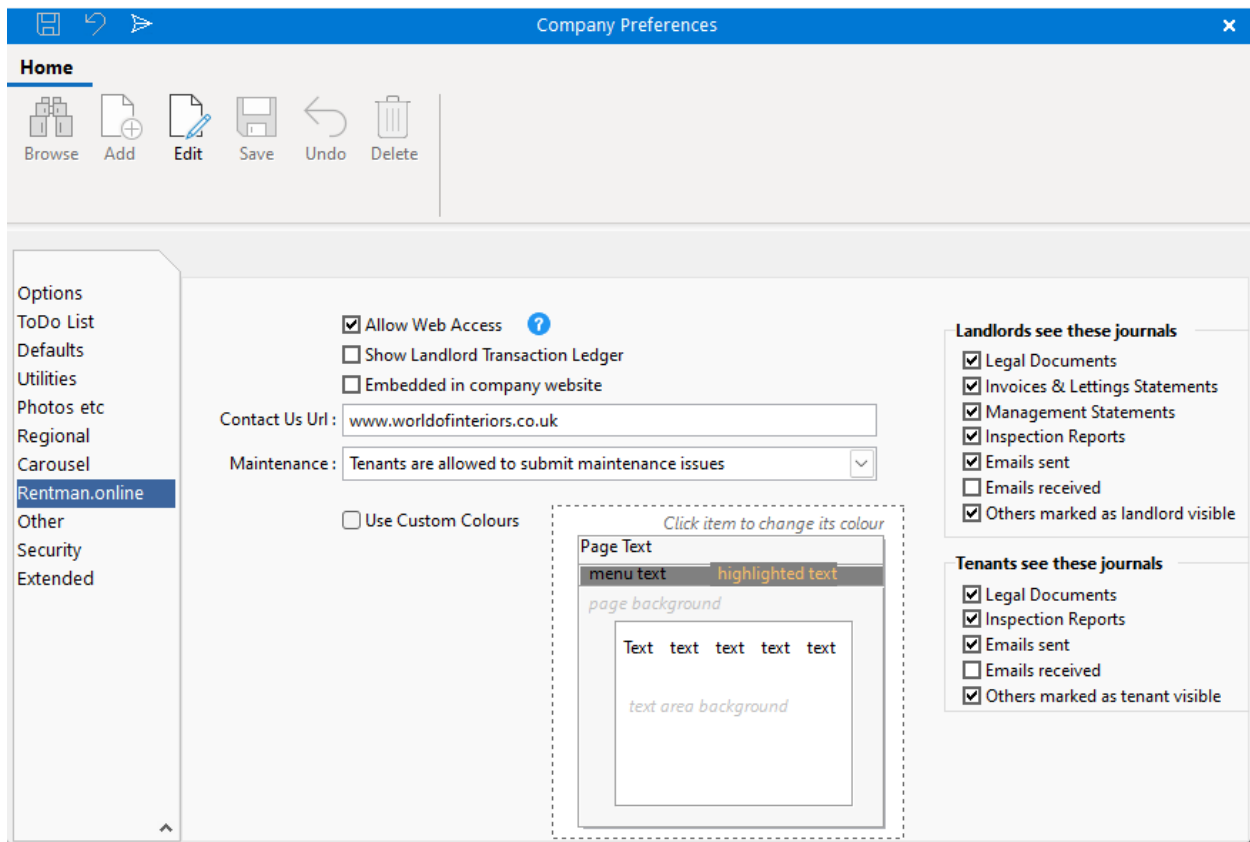 Company Preferences
Home
Browse Add Edit Save Undo Delete
Options
ToDo List
Defaults
Utilities
Photos etc
Regional
Carousel
Rentman.online
Other
Security
Extended
Allow Web Access ?
Show Landlord Transaction Ledger
Embedded in company website
Contact Us Url : www.worldofinteriors.co.uk
Maintenance : Tenants are allowed to submit maintenance issues
Use Custom Colours
Click item to change its colour
Page Text
menu text highlighted text
page background
Text text text text text
text area background
Landlords see these journals
Legal Documents
Invoices & Lettings Statements
Management Statements
Inspection Reports
Emails sent
Emails received
Others marked as landlord visible
Tenants see these journals
Legal Documents
Inspection Reports
Emails sent
Emails received
Others marked as tenant visible